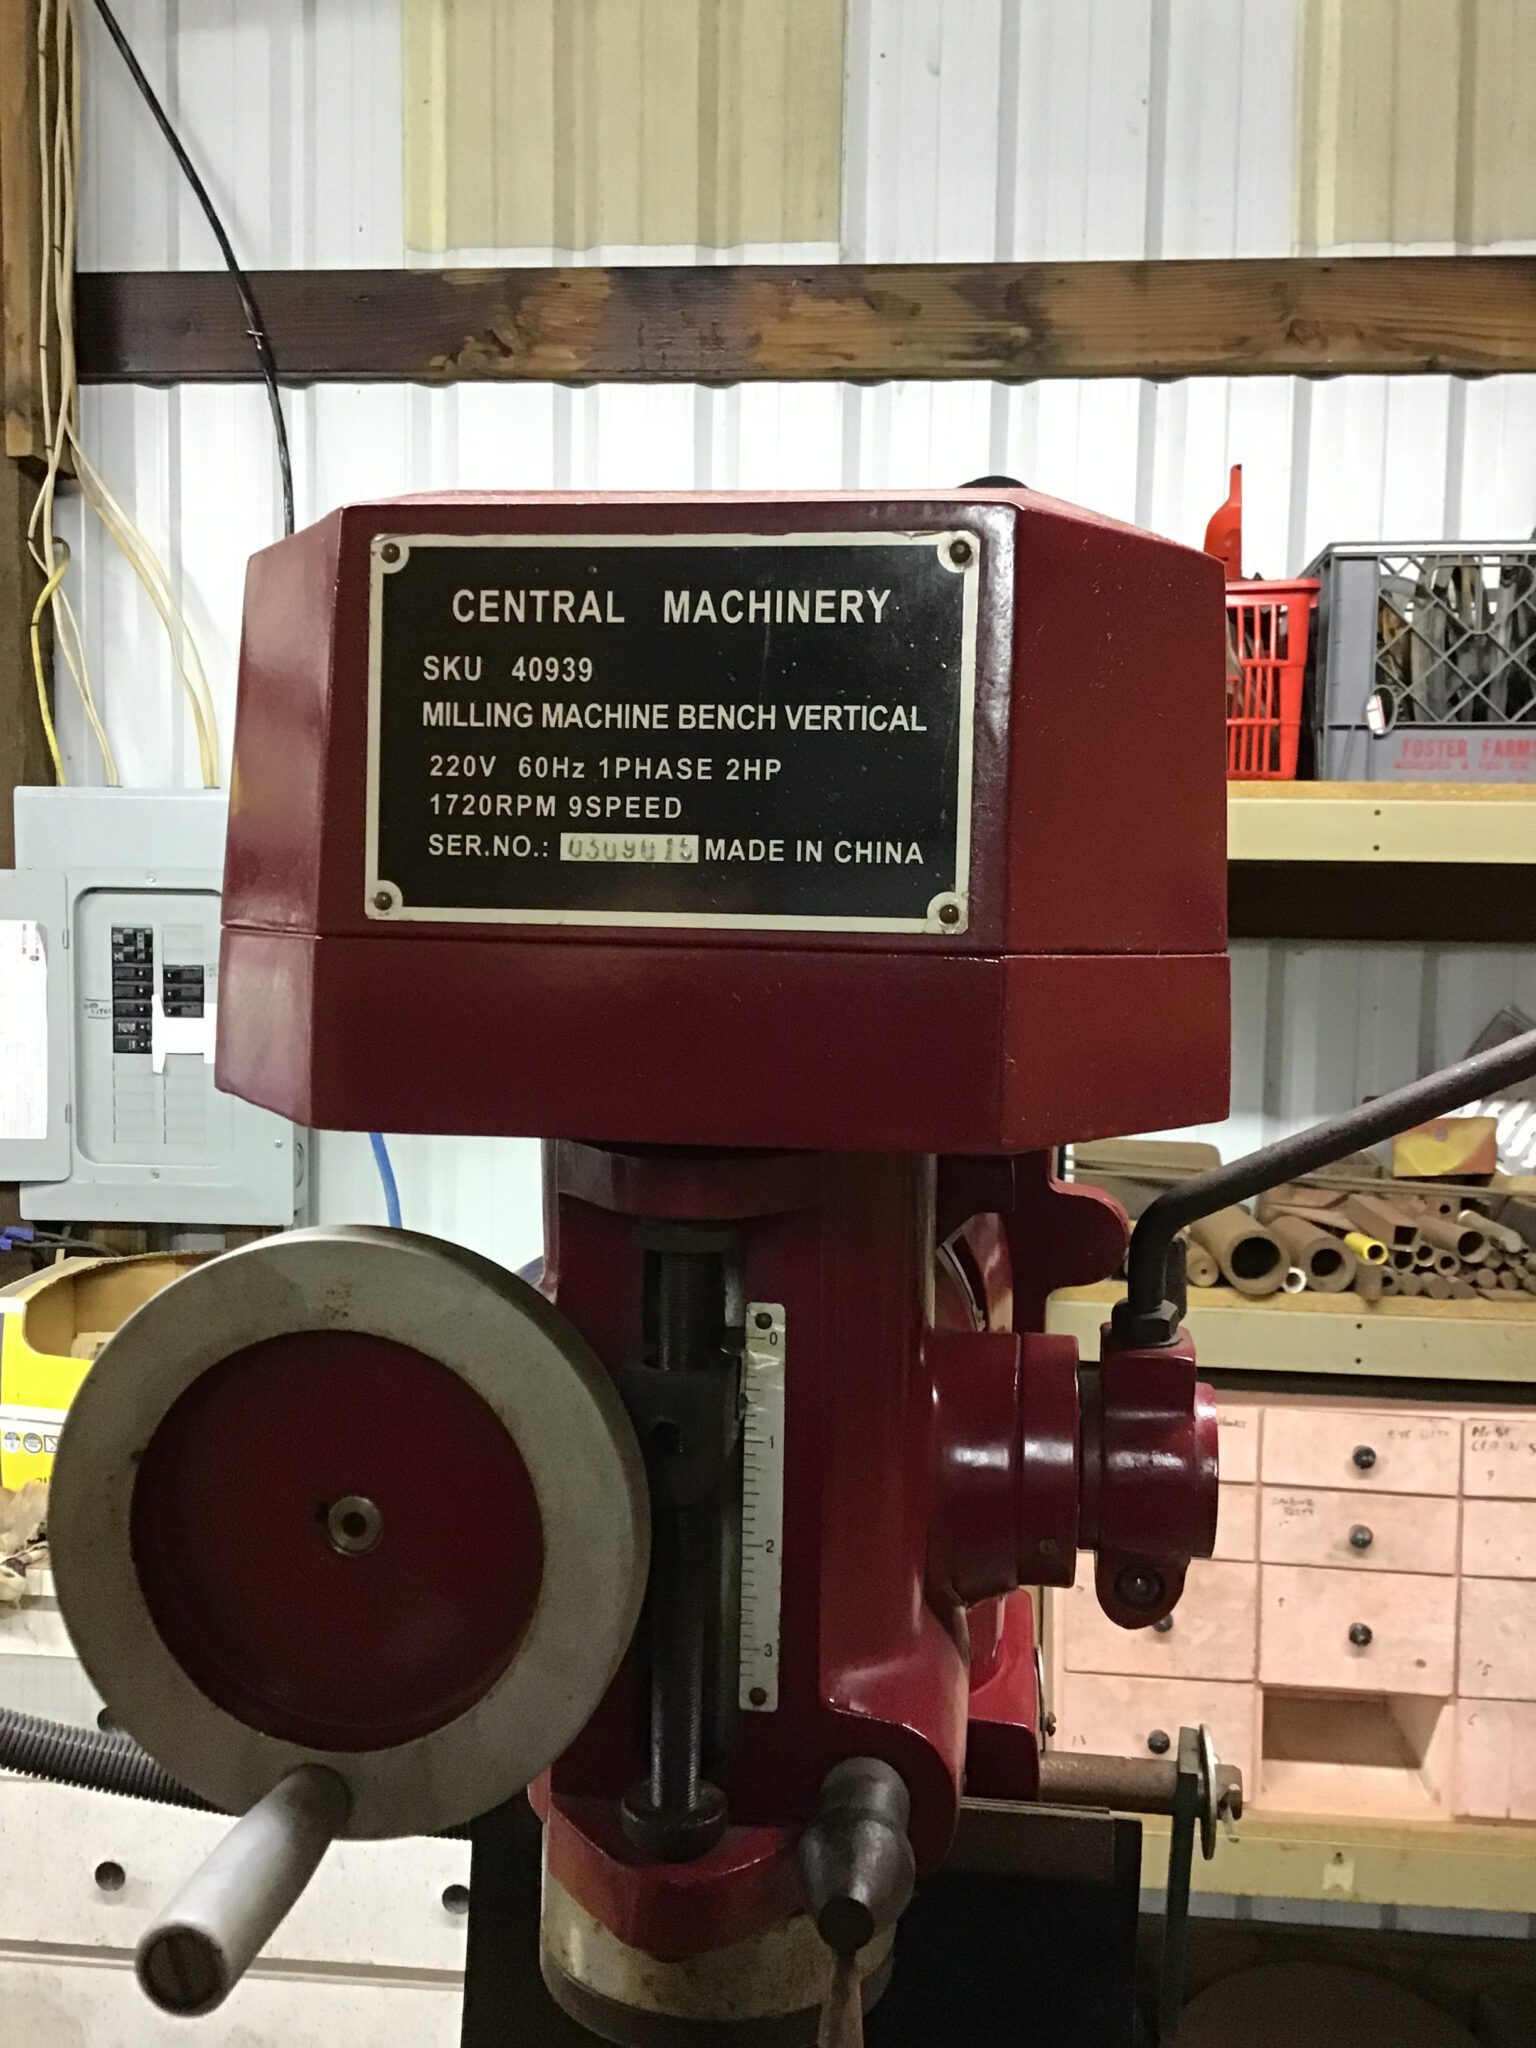 CENTRAL MACHINERY
SKU 40939
MILLING MACHINE BENCH VERTICAL
220V 60Hz 1PHASE 2HP
1720RPM 9SPEED
SER.NO.: 0309015 MADE IN CHINA
FOSTER FARMS
0
1
2
3